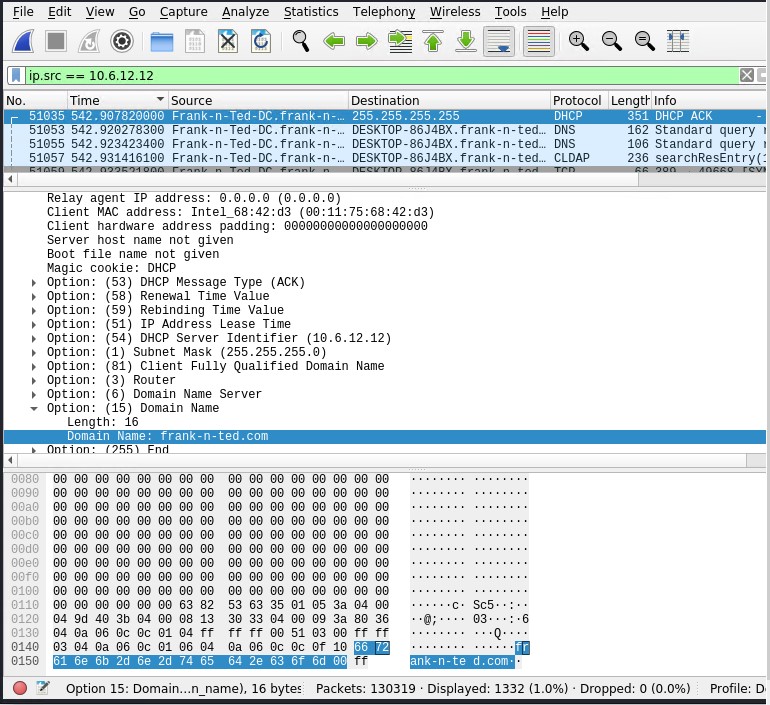 File Edit View Go Capture Analyze Statistics Telephony Wireless Tools Help
ip.src == 10.6.12.12
No. Time Source Destination Protocol Length Info
51035 542.907820000 Frank-n-Ted-DC.frank-n-… 255.255.255.255 DHCP 351 DHCP ACK -
51053 542.920278300 Frank-n-Ted-DC.frank-n-… DESKTOP-86J4BX.frank-n-ted… DNS 162 Standard query r
51055 542.923423400 Frank-n-Ted-DC.frank-n-… DESKTOP-86J4BX.frank-n-ted… DNS 106 Standard query r
51057 542.931416100 Frank-n-Ted-DC.frank-n-… DESKTOP-86J4BX.frank-n-ted… CLDAP 236 searchResEntry(1
51059 542.933521800 Frank-n-Ted-DC.frank-n-… DESKTOP-86J4BX.frank-n-ted… TCP 66 389 → 49668 [SYN
Relay agent IP address: 0.0.0.0 (0.0.0.0)
Client MAC address: Intel_68:42:d3 (00:11:75:68:42:d3)
Client hardware address padding: 00000000000000000000
Server host name not given
Boot file name not given
Magic cookie: DHCP
Option: (53) DHCP Message Type (ACK)
Option: (58) Renewal Time Value
Option: (59) Rebinding Time Value
Option: (51) IP Address Lease Time
Option: (54) DHCP Server Identifier (10.6.12.12)
Option: (1) Subnet Mask (255.255.255.0)
Option: (81) Client Fully Qualified Domain Name
Option: (3) Router
Option: (6) Domain Name Server
Option: (15) Domain Name
Length: 16
Domain Name: frank-n-ted.com
Option: (255) End
0080 00 00 00 00 00 00 00 00 00 00 00 00 00 00 00 00 ········ ········
0090 00 00 00 00 00 00 00 00 00 00 00 00 00 00 00 00 ········ ········
00a0 00 00 00 00 00 00 00 00 00 00 00 00 00 00 00 00 ········ ········
00b0 00 00 00 00 00 00 00 00 00 00 00 00 00 00 00 00 ········ ········
00c0 00 00 00 00 00 00 00 00 00 00 00 00 00 00 00 00 ········ ········
00d0 00 00 00 00 00 00 00 00 00 00 00 00 00 00 00 00 ········ ········
00e0 00 00 00 00 00 00 00 00 00 00 00 00 00 00 00 00 ········ ········
00f0 00 00 00 00 00 00 00 00 00 00 00 00 00 00 00 00 ········ ········
0100 00 00 00 00 00 00 00 00 00 00 00 00 00 00 00 00 ········ ········
0110 00 00 00 00 00 00 63 82 53 63 35 01 05 3a 04 00 ······c· Sc5··:··
0120 04 9d 40 3b 04 00 08 13 30 33 04 00 09 3a 80 36 ··@;···· 03···:·6
0130 04 0a 06 0c 0c 01 04 ff ff ff 00 51 03 00 ff ff ········ ···Q····
0140 03 04 0a 06 0c 01 06 04 0a 06 0c 0c 0f 10 66 72 ········ ······fr
0150 61 6e 6b 2d 6e 2d 74 65 64 2e 63 6f 6d 00 ff ank-n-te d.com··
Option 15: Domain…n_name), 16 bytes Packets: 130319 · Displayed: 1332 (1.0%) · Dropped: 0 (0.0%) Profile: De